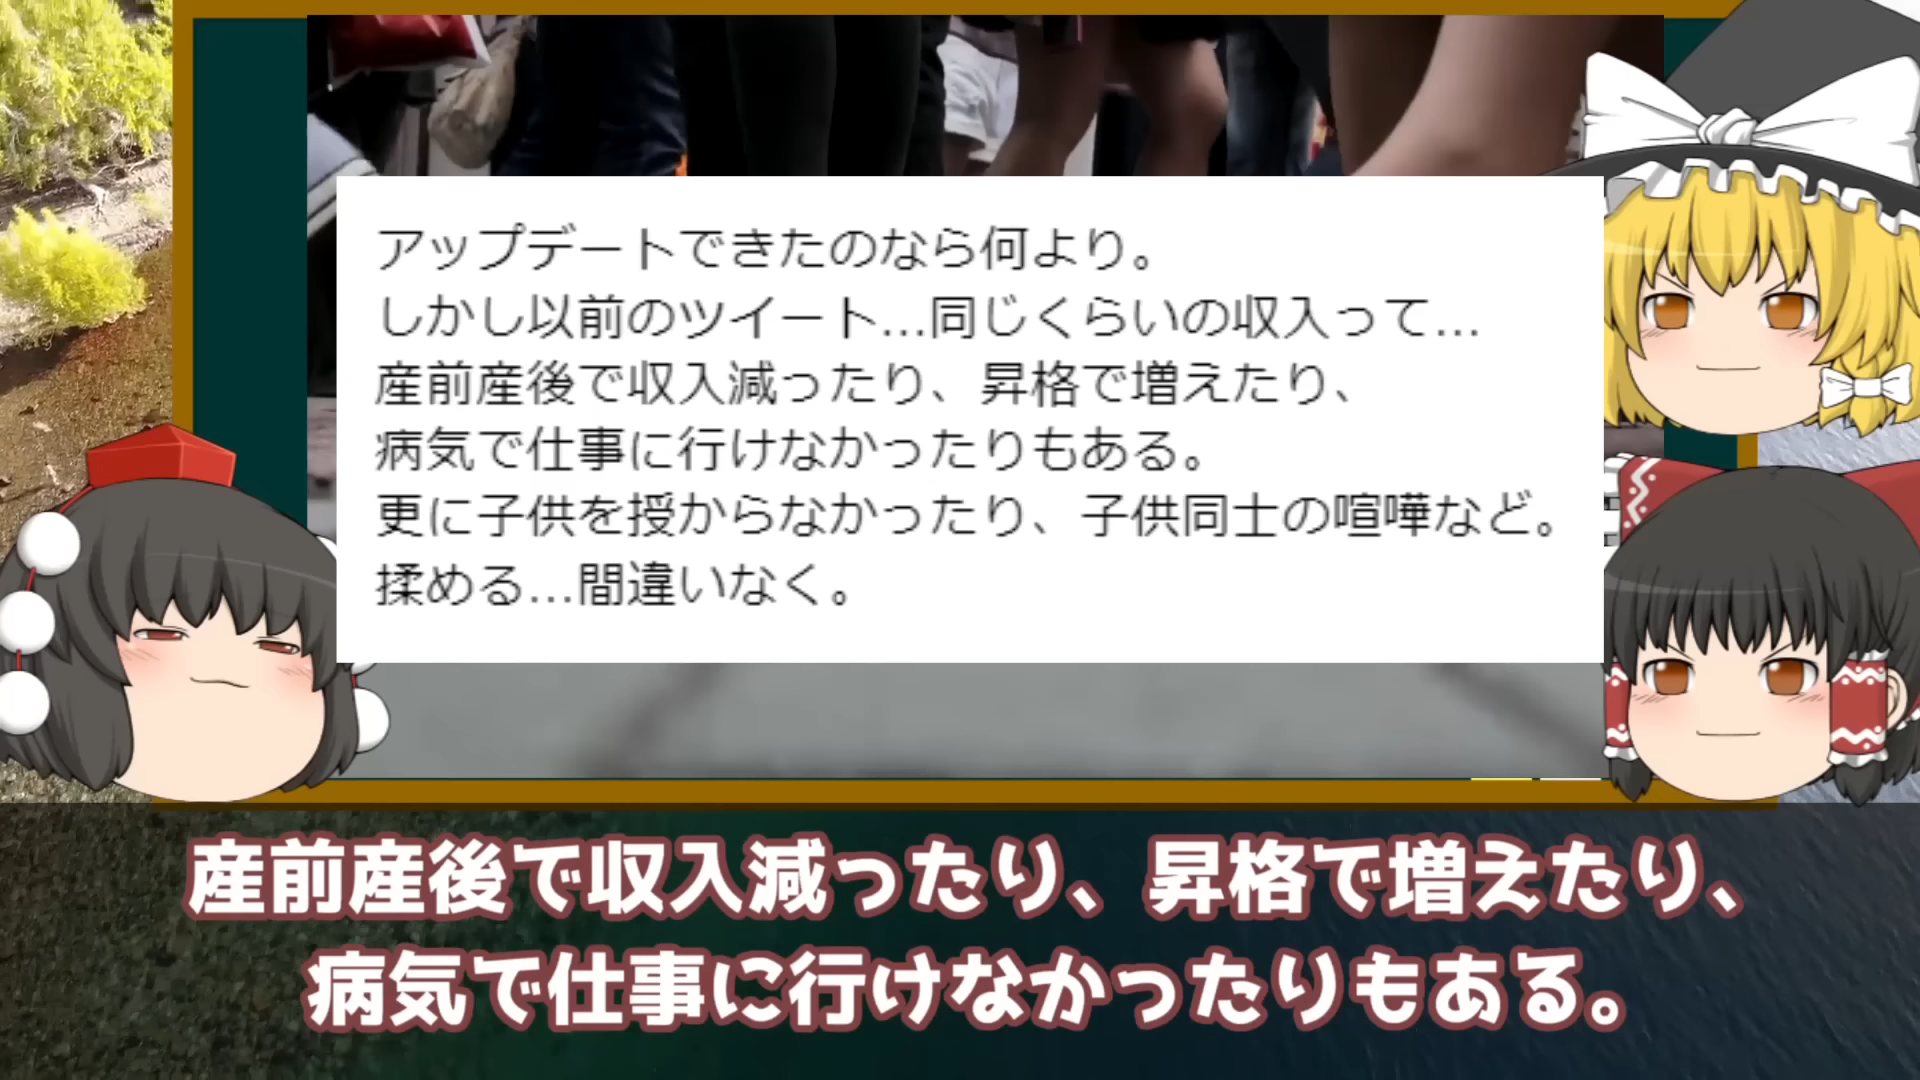 アップデートできたのなら何より。
しかし以前のツイート…同じくらいの収入って…
産前産後で収入減ったり、昇格で増えたり、
病気で仕事に行けなかったりもある。
更に子供を授からなかったり、子供同士の喧嘩など。
揉める…間違いなく。
産前産後で収入減ったり、昇格で増えたり、
病気で仕事に行けなかったりもある。